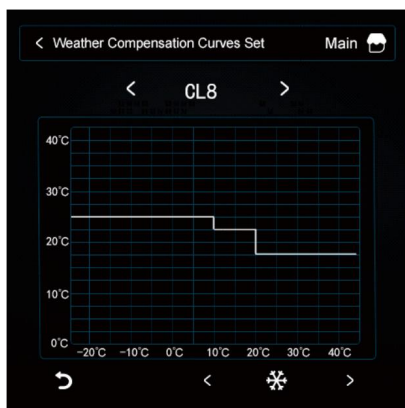 < Weather Compensation Curves Set Main
< CL8 >
40°C
30°C
20°C
10°C
0°C
-20°C -10°C 0°C 10°C 20°C 30°C 40°C
< >